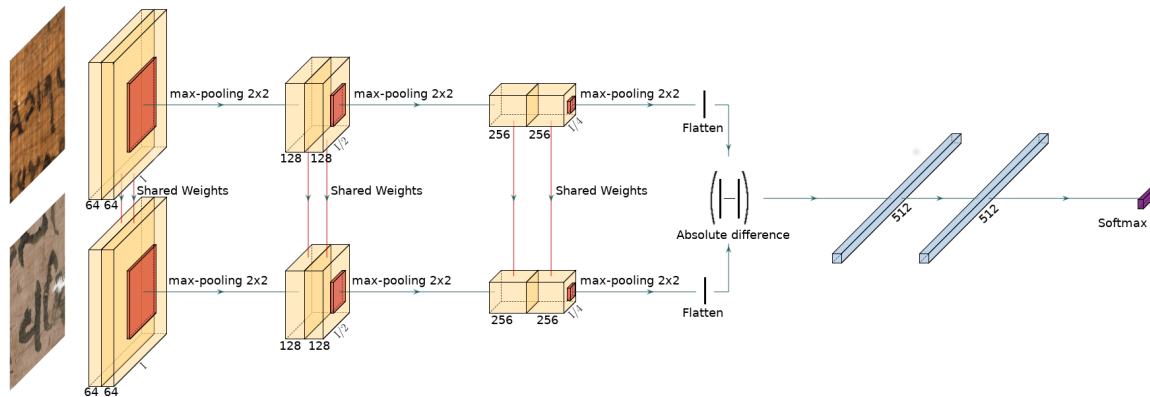 max-pooling 2x2 max-pooling 2x2 max-pooling 2x2
Flatten
64 64 1 128 128 1/2 256 256 1/4
Shared Weights Shared Weights Shared Weights
Absolute difference
512 512
Softmax
max-pooling 2x2 max-pooling 2x2 max-pooling 2x2
Flatten
64 64 1 128 128 1/2 256 256 1/4